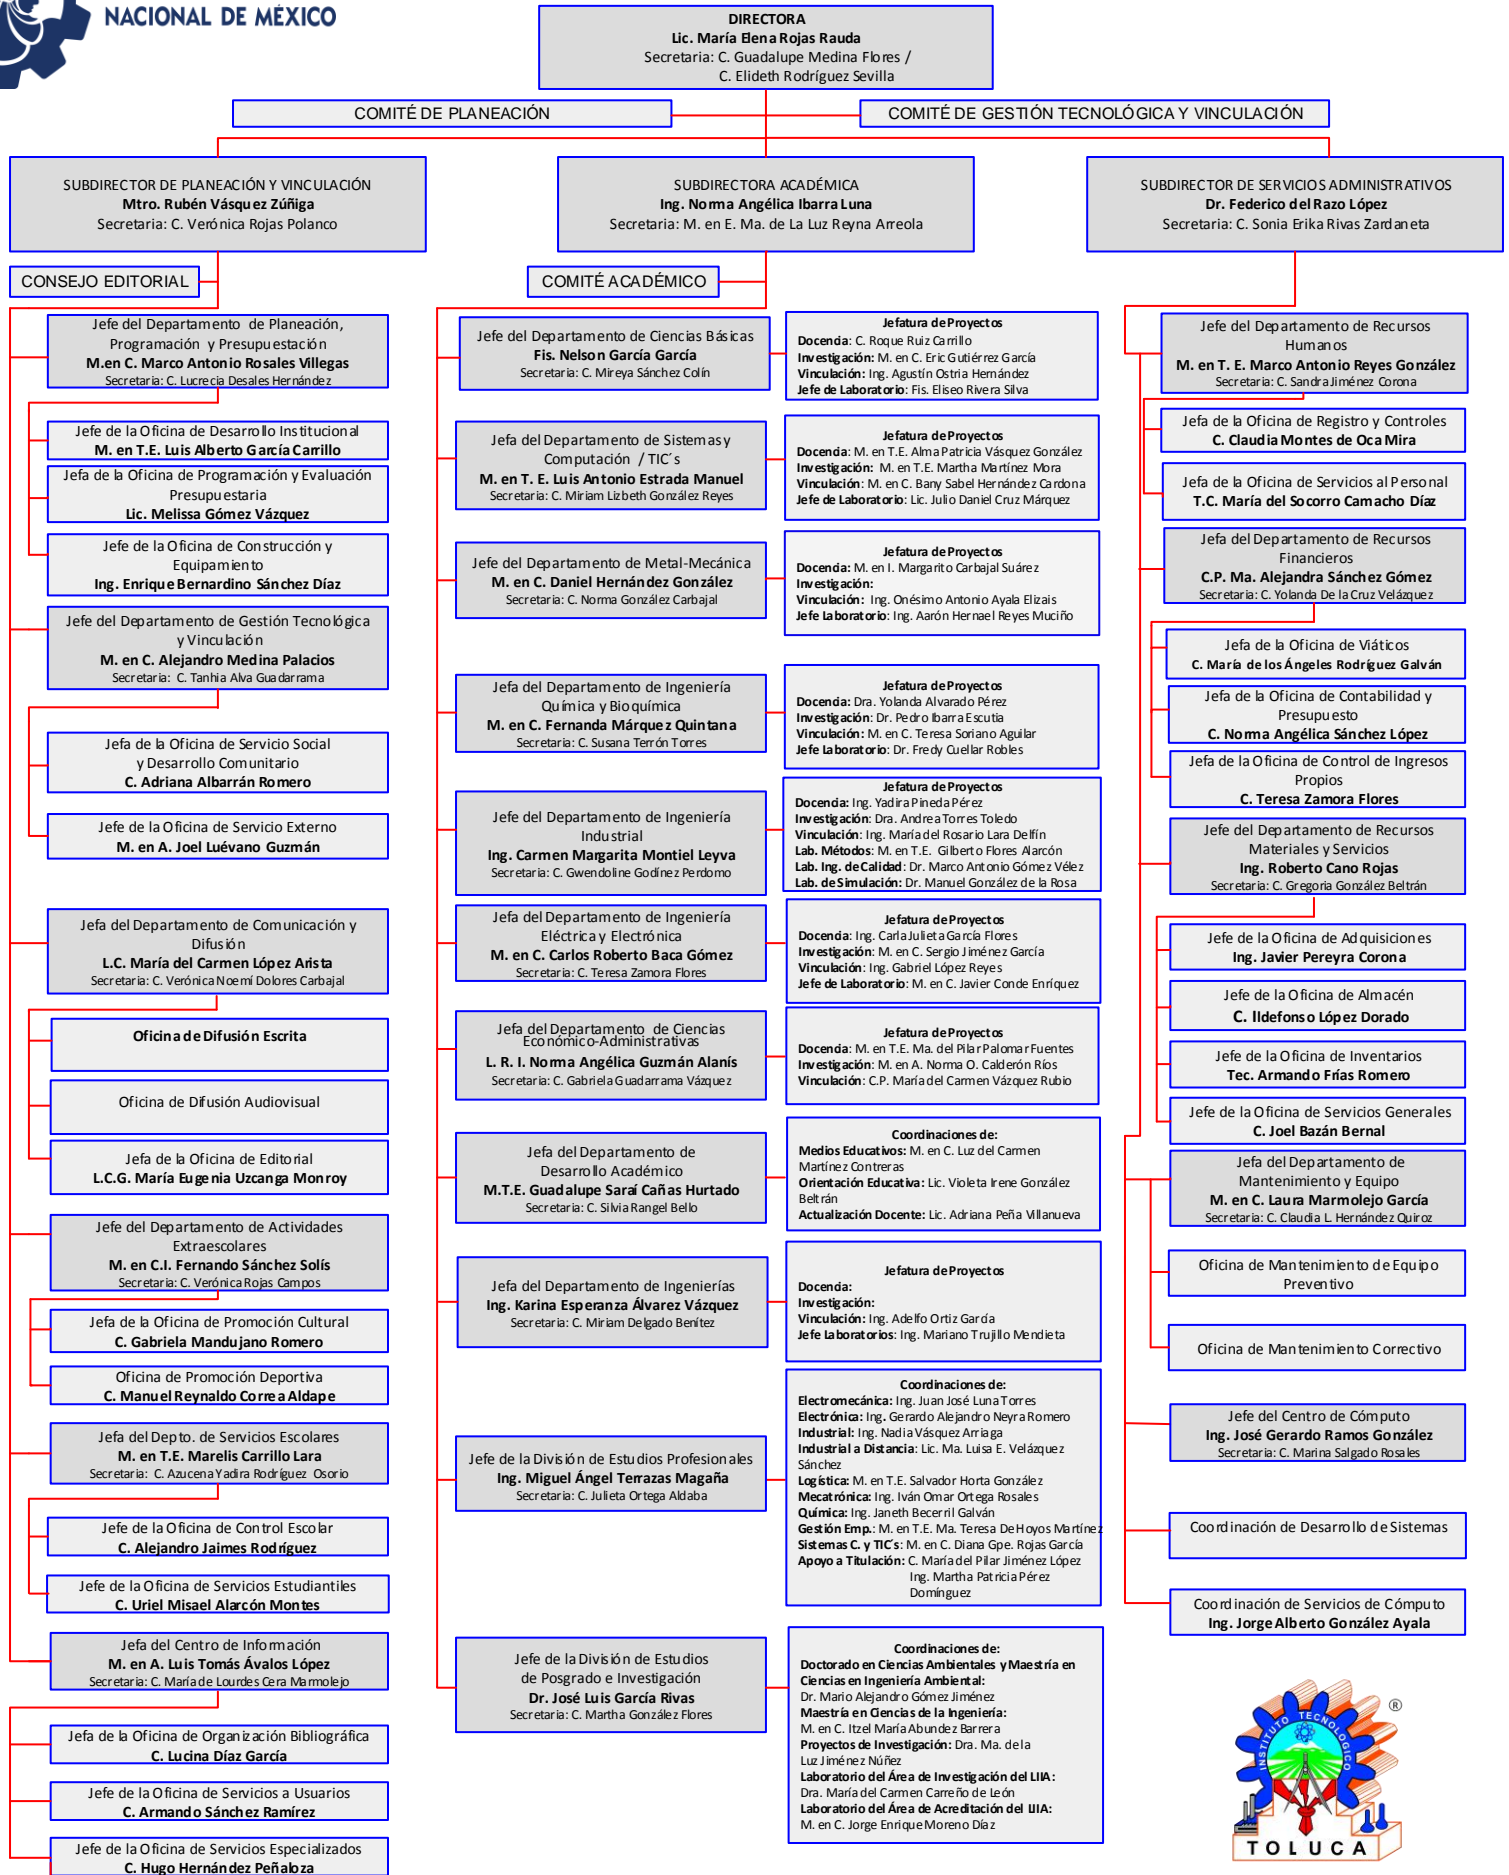 NACIONAL DE MÉXICO
DIRECTORA
Lic. María Elena Rojas Rauda
Secretaria: C. Guadalupe Medina Flores /
C. Elideth Rodríguez Sevilla
COMITÉ DE PLANEACIÓN
COMITÉ DE GESTIÓN TECNOLÓGICA Y VINCULACIÓN
SUBDIRECTOR DE PLANEACIÓN Y VINCULACIÓN
Mtro. Rubén Vásquez Zúñiga
Secretaria: C. Verónica Rojas Polanco
SUBDIRECTORA ACADÉMICA
Ing. Norma Angélica Ibarra Luna
Secretaria: M. en E. Ma. de La Luz Reyna Arreola
SUBDIRECTOR DE SERVICIOS ADMINISTRATIVOS
Dr. Federico del Razo López
Secretaria: C. Sonia Erika Rivas Zardaneta
CONSEJO EDITORIAL
COMITÉ ACADÉMICO
Jefe del Departamento de Planeación,
Programación y Presupuestación
M.en C. Marco Antonio Rosales Villegas
Secretaria: C. Lucrecia Desales Hernández
Jefe de la Oficina de Desarrollo Institucional
M. en T.E. Luis Alberto García Carrillo
Jefa de la Oficina de Programación y Evaluación
Presupuestaria
Lic. Melissa Gómez Vázquez
Jefe de la Oficina de Construcción y
Equipamiento
Ing. Enrique Bernardino Sánchez Díaz
Jefe del Departamento de Gestión Tecnológica
y Vinculación
M. en C. Alejandro Medina Palacios
Secretaria: C. Tanhia Alva Guadarrama
Jefa de la Oficina de Servicio Social
y Desarrollo Comunitario
C. Adriana Albarrán Romero
Jefe de la Oficina de Servicio Externo
M. en A. Joel Luévano Guzmán
Jefa del Departamento de Comunicación y
Difusión
L.C. María del Carmen López Arista
Secretaria: C. Verónica Noemí Dolores Carbajal
Oficina de Difusión Escrita
Oficina de Difusión Audiovisual
Jefa de la Oficina de Editorial
L.C.G. María Eugenia Uzcanga Monroy
Jefe del Departamento de Actividades
Extraescolares
M. en C.I. Fernando Sánchez Solís
Secretaria: C. Verónica Rojas Campos
Jefa de la Oficina de Promoción Cultural
C. Gabriela Mandujano Romero
Oficina de Promoción Deportiva
C. Manuel Reynaldo Correa Aldape
Jefa del Depto. de Servicios Escolares
M. en T.E. Marelis Carrillo Lara
Secretaria: C. Azucena Yadira Rodríguez Osorio
Jefe de la Oficina de Control Escolar
C. Alejandro Jaimes Rodríguez
Jefe de la Oficina de Servicios Estudiantiles
C. Uriel Misael Alarcón Montes
Jefa del Centro de Información
M. en A. Luis Tomás Ávalos López
Secretaria: C. María de Lourdes Cera Marmolejo
Jefa de la Oficina de Organización Bibliográfica
C. Lucina Díaz García
Jefe de la Oficina de Servicios a Usuarios
C. Armando Sánchez Ramírez
Jefe de la Oficina de Servicios Especializados
C. Hugo Hernández Peñaloza
Jefe del Departamento de Ciencias Básicas
Fis. Nelson García García
Secretaria: C. Mireya Sánchez Colín
Jefatura de Proyectos
Docencia: C. Roque Ruiz Carrillo
Investigación: M. en C. Eric Gutiérrez García
Vinculación: Ing. Agustín Ostria Hernández
Jefe de Laboratorio: Fis. Eliseo Rivera Silva
Jefa del Departamento de Sistemas y
Computación / TIC´s
M. en T. E. Luis Antonio Estrada Manuel
Secretaria: C. Miriam Lizbeth González Reyes
Jefatura de Proyectos
Docencia: M. en T.E. Alma Patricia Vásquez González
Investigación: M. en T.E. Martha Martínez Mora
Vinculación: M. en C. Bany Sabel Hernández Cardona
Jefe de Laboratorio: Lic. Julio Daniel Cruz Márquez
Jefe del Departamento de Metal-Mecánica
M. en C. Daniel Hernández González
Secretaria: C. Norma González Carbajal
Jefatura de Proyectos
Docencia: M. en I. Margarito Carbajal Suárez
Investigación:
Vinculación: Ing. Onésimo Antonio Ayala Elizais
Jefe Laboratorio: Ing. Aarón Hernael Reyes Muciño
Jefa del Departamento de Ingeniería
Química y Bioquímica
M. en C. Fernanda Márquez Quintana
Secretaria: C. Susana Terrón Torres
Jefatura de Proyectos
Docencia: Dra. Yolanda Alvarado Pérez
Investigación: Dr. Pedro Ibarra Escutia
Vinculación: M. en C. Teresa Soriano Aguilar
Jefe Laboratorio: Dr. Fredy Cuellar Robles
Jefe del Departamento de Ingeniería
Industrial
Ing. Carmen Margarita Montiel Leyva
Secretaria: C. Gwendoline Godínez Perdomo
Jefatura de Proyectos
Docencia: Ing. Yadira Pineda Pérez
Investigación: Dra. Andrea Torres Toledo
Vinculación: Ing. María del Rosario Lara Delfín
Lab. Métodos: M. en T.E. Gilberto Flores Alarcón
Lab. Ing. de Calidad: Dr. Marco Antonio Gómez Vélez
Lab. de Simulación: Dr. Manuel González de la Rosa
Jefa del Departamento de Ingeniería
Eléctrica y Electrónica
M. en C. Carlos Roberto Baca Gómez
Secretaria: C. Teresa Zamora Flores
Jefatura de Proyectos
Docencia: Ing. Carla Julieta García Flores
Investigación: M. en C. Sergio Jiménez García
Vinculación: Ing. Gabriel López Reyes
Jefe de Laboratorio: M. en C. Javier Conde Enríquez
Jefa del Departamento de Ciencias
Económico-Administrativas
L. R. I. Norma Angélica Guzmán Alanís
Secretaria: C. Gabriela Guadarrama Vázquez
Jefatura de Proyectos
Docencia: M. en T.E. Ma. del Pilar Palomar Fuentes
Investigación: M. en A. Norma O. Calderón Ríos
Vinculación: C.P. María del Carmen Vázquez Rubio
Jefa del Departamento de
Desarrollo Académico
M.T.E. Guadalupe Saraí Cañas Hurtado
Secretaria: C. Silvia Rangel Bello
Coordinaciones de:
Medios Educativos: M. en C. Luz del Carmen
Martínez Contreras
Orientación Educativa: Lic. Violeta Irene González
Beltrán
Actualización Docente: Lic. Adriana Peña Villanueva
Jefa del Departamento de Ingenierías
Ing. Karina Esperanza Álvarez Vázquez
Secretaria: C. Miriam Delgado Benítez
Jefatura de Proyectos
Docencia:
Investigación:
Vinculación: Ing. Adelfo Ortiz García
Jefe Laboratorios: Ing. Mariano Trujillo Mendieta
Jefe de la División de Estudios Profesionales
Ing. Miguel Ángel Terrazas Magaña
Secretaria: C. Julieta Ortega Aldaba
Coordinaciones de:
Electromecánica: Ing. Juan José Luna Torres
Electrónica: Ing. Gerardo Alejandro Neyra Romero
Industrial: Ing. Nadia Vásquez Arriaga
Industrial a Distancia: Lic. Ma. Luisa E. Velázquez
Sánchez
Logística: M. en T.E. Salvador Horta González
Mecatrónica: Ing. Iván Omar Ortega Rosales
Química: Ing. Janeth Becerril Galván
Gestión Emp.: M. en T.E. Ma. Teresa De Hoyos Martínez
Sistemas C. y TIC´s: M. en C. Diana Gpe. Rojas García
Apoyo a Titulación: C. María del Pilar Jiménez López
Ing. Martha Patricia Pérez
Domínguez
Jefe de la División de Estudios
de Posgrado e Investigación
Dr. José Luis García Rivas
Secretaria: C. Martha González Flores
Coordinaciones de:
Doctorado en Ciencias Ambientales y Maestría en
Ciencias en Ingeniería Ambiental:
Dr. Mario Alejandro Gómez Jiménez
Maestría en Ciencias de la Ingeniería:
M. en C. Itzel María Abundez Barrera
Proyectos de Investigación: Dra. Ma. de la
Luz Jiménez Núñez
Laboratorio del Área de Investigación del LIIA:
Dra. María del Carmen Carreño de León
Laboratorio del Área de Acreditación del LIIA:
M. en C. Jorge Enrique Moreno Díaz
Jefe del Departamento de Recursos
Humanos
M. en T. E. Marco Antonio Reyes González
Secretaria: C. Sandra Jiménez Corona
Jefa de la Oficina de Registro y Controles
C. Claudia Montes de Oca Mira
Jefa de la Oficina de Servicios al Personal
T.C. María del Socorro Camacho Díaz
Jefa del Departamento de Recursos
Financieros
C.P. Ma. Alejandra Sánchez Gómez
Secretaria: C. Yolanda De la Cruz Velázquez
Jefa de la Oficina de Viáticos
C. María de los Ángeles Rodríguez Galván
Jefa de la Oficina de Contabilidad y
Presupuesto
C. Norma Angélica Sánchez López
Jefa de la Oficina de Control de Ingresos
Propios
C. Teresa Zamora Flores
Jefe del Departamento de Recursos
Materiales y Servicios
Ing. Roberto Cano Rojas
Secretaria: C. Gregoria González Beltrán
Jefe de la Oficina de Adquisiciones
Ing. Javier Pereyra Corona
Jefe de la Oficina de Almacén
C. Ildefonso López Dorado
Jefe de la Oficina de Inventarios
Tec. Armando Frías Romero
Jefe de la Oficina de Servicios Generales
C. Joel Bazán Bernal
Jefa del Departamento de
Mantenimiento y Equipo
M. en C. Laura Marmolejo García
Secretaria: C. Claudia L. Hernández Quiroz
Oficina de Mantenimiento de Equipo
Preventivo
Oficina de Mantenimiento Correctivo
Jefe del Centro de Cómputo
Ing. José Gerardo Ramos González
Secretaria: C. Marina Salgado Rosales
Coordinación de Desarrollo de Sistemas
Coordinación de Servicios de Cómputo
Ing. Jorge Alberto González Ayala
INSTITUTO TECNOLOGICO
®
TOLUCA